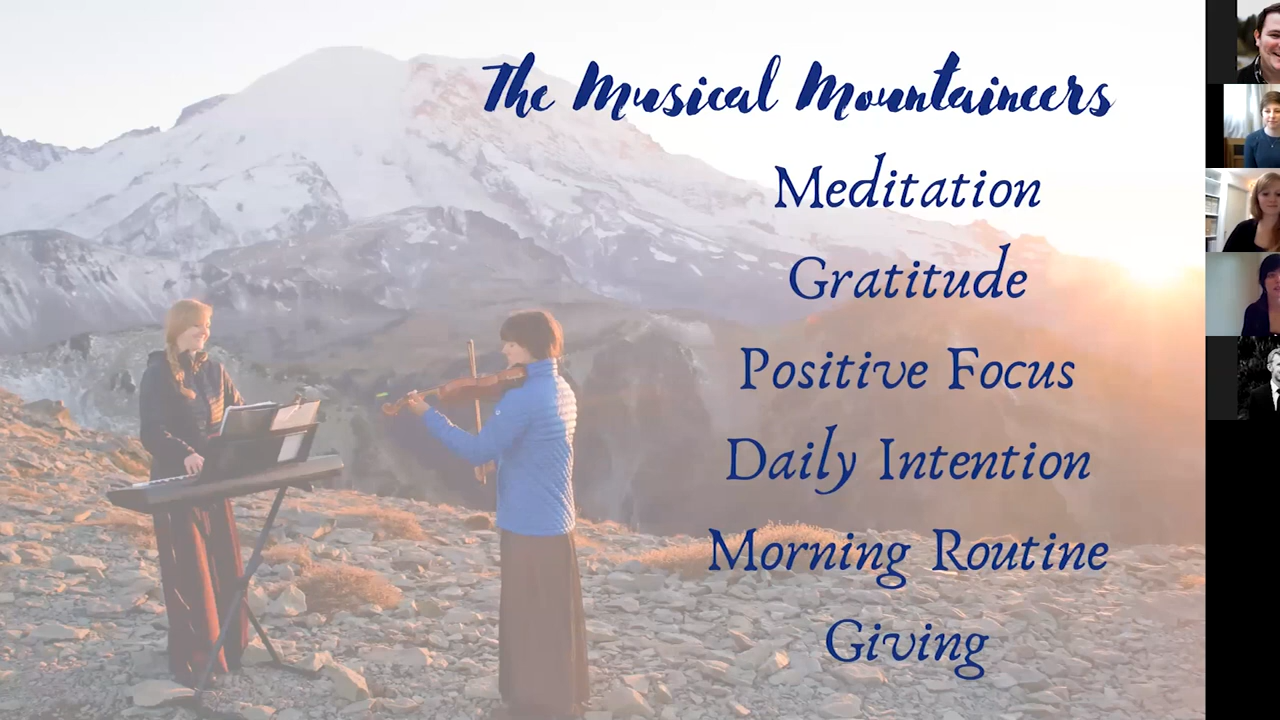 The Musical Mountaineers
Meditation
Gratitude
Positive Focus
Daily Intention
Morning Routine
Giving